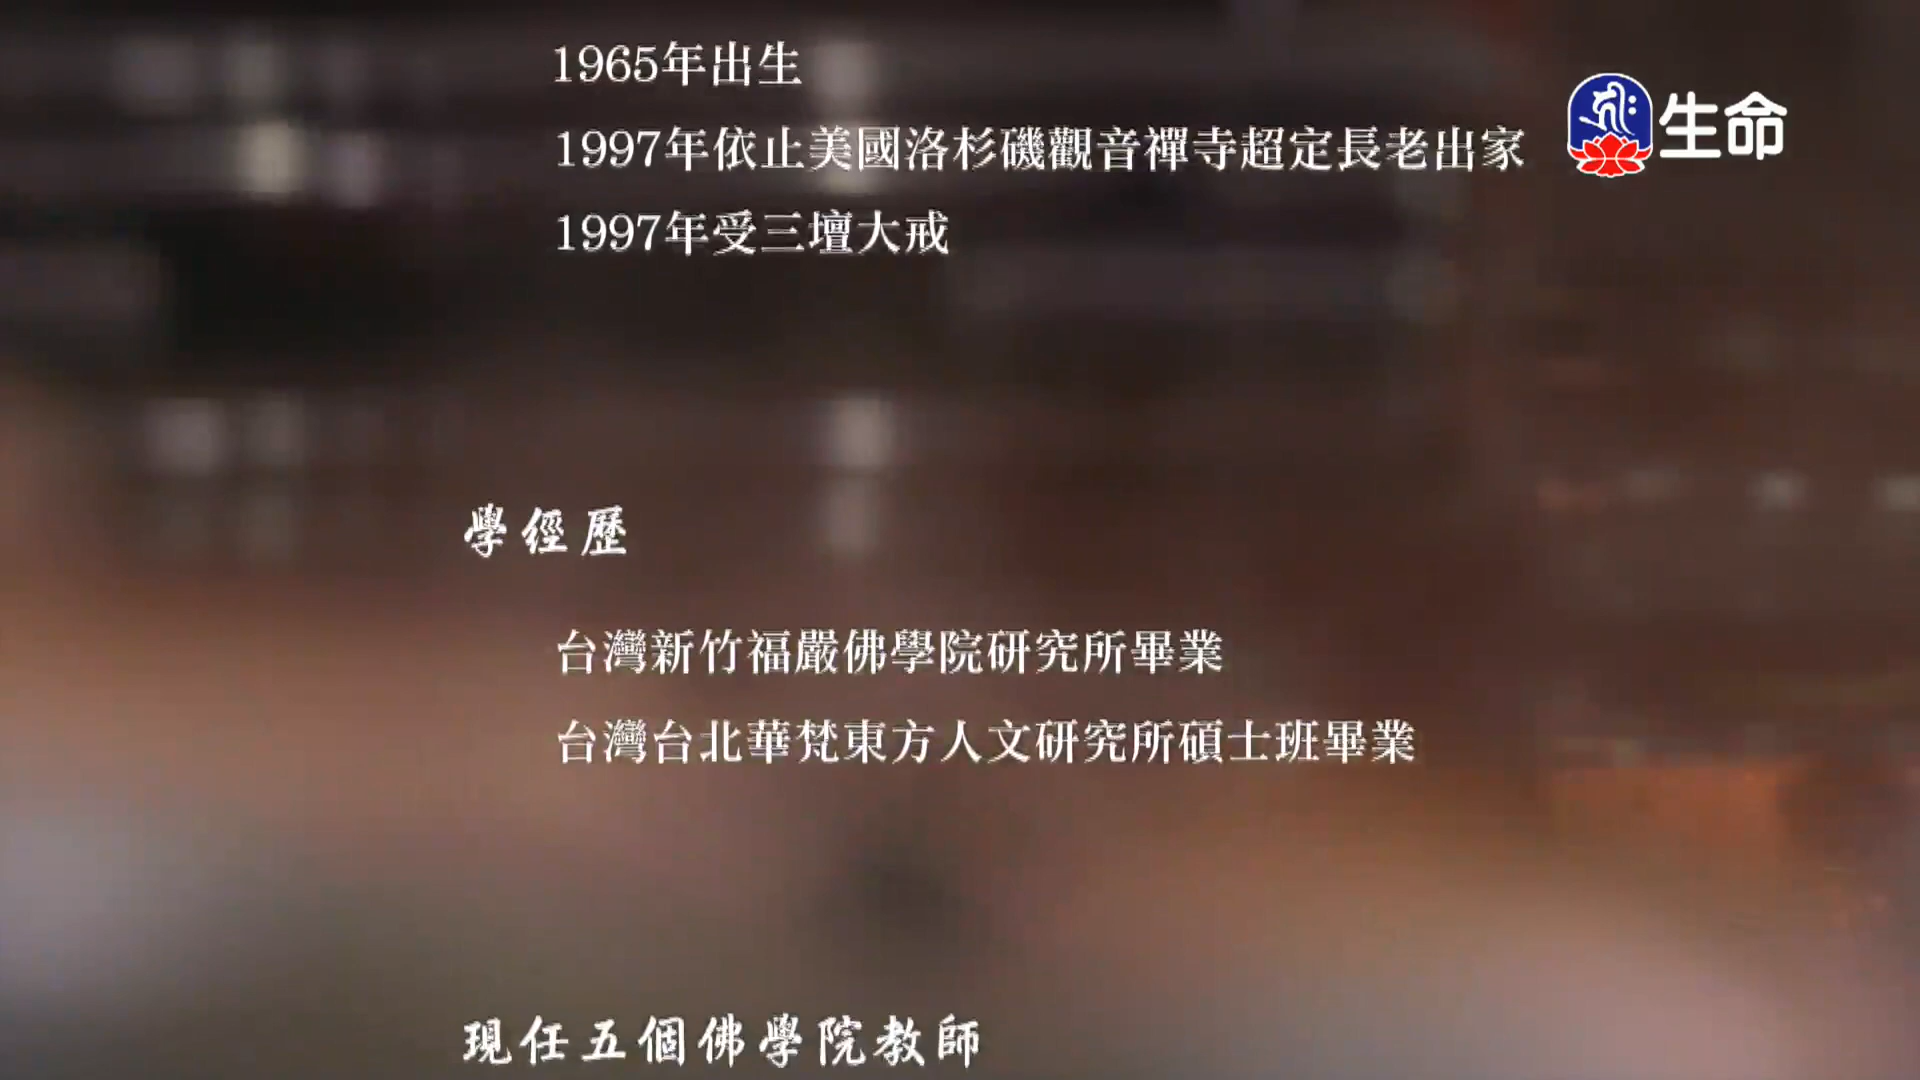 1965年出生
1997年依止美國洛杉磯觀音禪寺超定長老出家
生命
1997年受三壇大戒
學經歷
台灣新竹福嚴佛學院研究所畢業
台灣台北華梵東方人文研究所碩士班畢業
現任五個佛學院教師